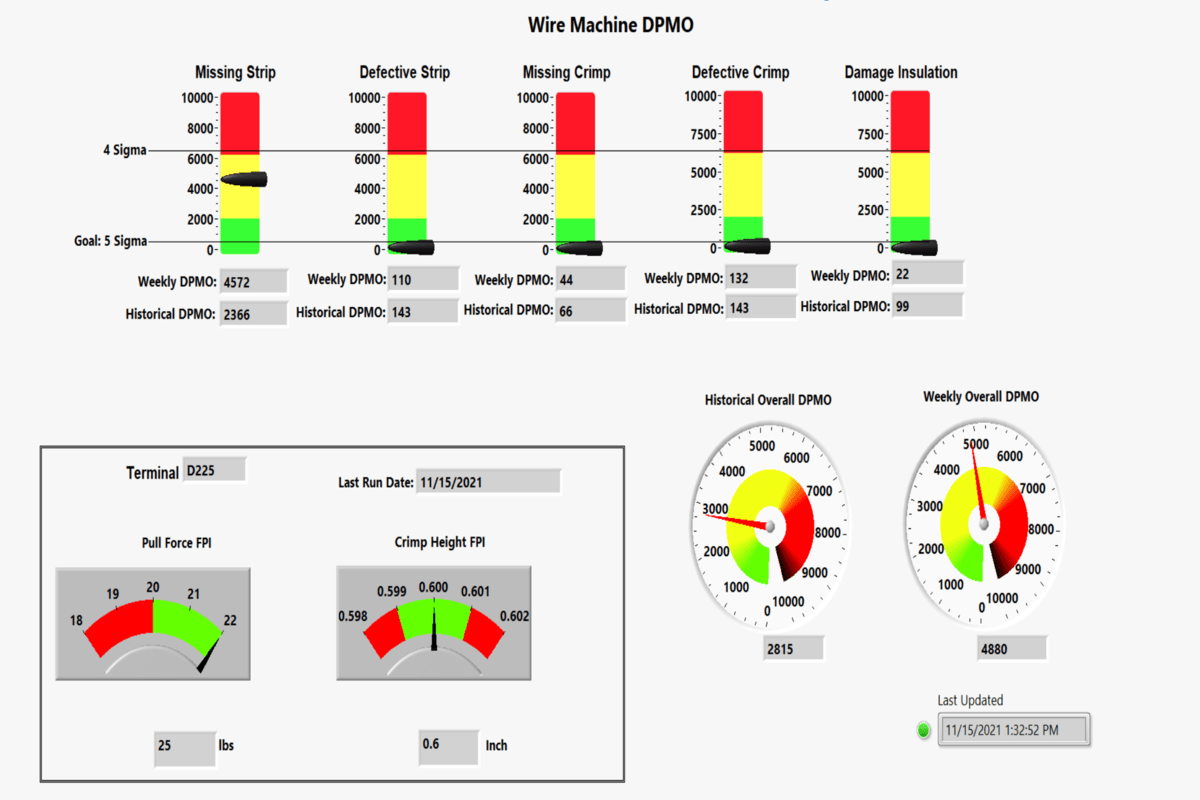 Wire Machine DPMO
Missing Strip
Defective Strip
Missing Crimp
Defective Crimp
Damage Insulation
10000
8000
6000
4000
2000
0
10000
8000
6000
4000
2000
0
10000
8000
6000
4000
2000
0
10000
7500
5000
2500
0
10000
7500
5000
2500
0
4 Sigma
Goal: 5 Sigma
Weekly DPMO: 4572
Historical DPMO: 2366
Weekly DPMO: 110
Historical DPMO: 143
Weekly DPMO: 44
Historical DPMO: 66
Weekly DPMO: 132
Historical DPMO: 143
Weekly DPMO: 22
Historical DPMO: 99
Terminal D225
Last Run Date: 11/15/2021
Pull Force FPI
18 19 20 21 22
25 lbs
Crimp Height FPI
0.598 0.599 0.600 0.601 0.602
0.6 Inch
Historical Overall DPMO
0 1000 2000 3000 4000 5000 6000 7000 8000 9000 10000
2815
Weekly Overall DPMO
0 1000 2000 3000 4000 5000 6000 7000 8000 9000 10000
4880
Last Updated
11/15/2021 1:32:52 PM